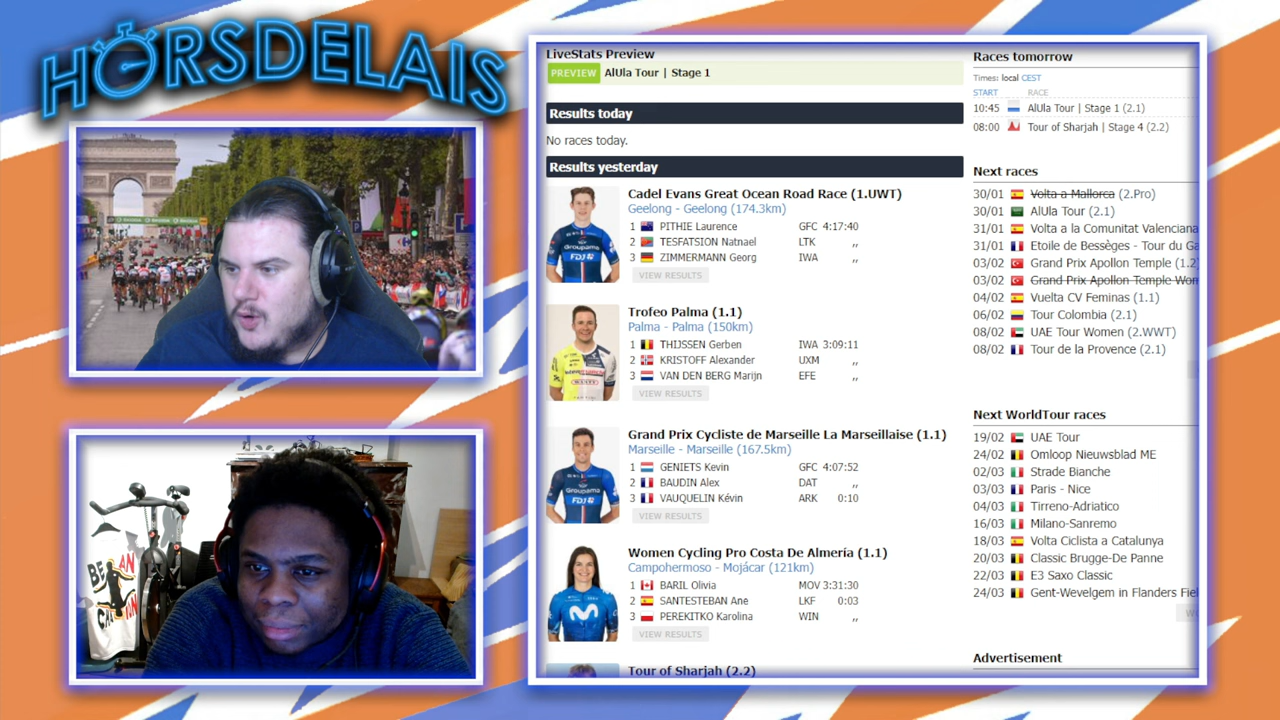 HORSDELAIS
BE AN
LiveStats Preview
PREVIEW AlUla Tour | Stage 1
Results today
No races today.
Results yesterday
Cadel Evans Great Ocean Road Race (1.UWT)
Geelong - Geelong (174.3km)
1 PITHIE Laurence GFC 4:17:40
2 TESFATSION Natnael LTK ,,
3 ZIMMERMANN Georg IWA ,,
VIEW RESULTS
Trofeo Palma (1.1)
Palma - Palma (150km)
1 THIJSSEN Gerben IWA 3:09:11
2 KRISTOFF Alexander UXM ,,
3 VAN DEN BERG Marijn EFE ,,
VIEW RESULTS
Grand Prix Cycliste de Marseille La Marseillaise (1.1)
Marseille - Marseille (167.5km)
1 GENIETS Kevin GFC 4:07:52
2 BAUDIN Alex DAT ,,
3 VAUQUELIN Kévin ARK 0:10
VIEW RESULTS
Women Cycling Pro Costa De Almería (1.1)
Campohermoso - Mojácar (121km)
1 BARIL Olivia MOV 3:31:30
2 SANTESTEBAN Ane LKF 0:03
3 PEREKITKO Karolina WIN ,,
VIEW RESULTS
Tour of Sharjah (2.2)
Races tomorrow
Times: local CEST
START RACE
10:45 AlUla Tour | Stage 1 (2.1)
08:00 Tour of Sharjah | Stage 4 (2.2)
Next races
30/01 Volta a Mallorca (2.Pro)
30/01 AlUla Tour (2.1)
31/01 Volta a la Comunitat Valenciana
31/01 Etoile de Bessèges - Tour du Ga
03/02 Grand Prix Apollon Temple (1.2
03/02 Grand Prix Apollon Temple Wom
04/02 Vuelta CV Feminas (1.1)
06/02 Tour Colombia (2.1)
08/02 UAE Tour Women (2.WWT)
08/02 Tour de la Provence (2.1)
Next WorldTour races
19/02 UAE Tour
24/02 Omloop Nieuwsblad ME
02/03 Strade Bianche
03/03 Paris - Nice
04/03 Tirreno-Adriatico
16/03 Milano-Sanremo
18/03 Volta Ciclista a Catalunya
20/03 Classic Brugge-De Panne
22/03 E3 Saxo Classic
24/03 Gent-Wevelgem in Flanders Fiel
Advertisement